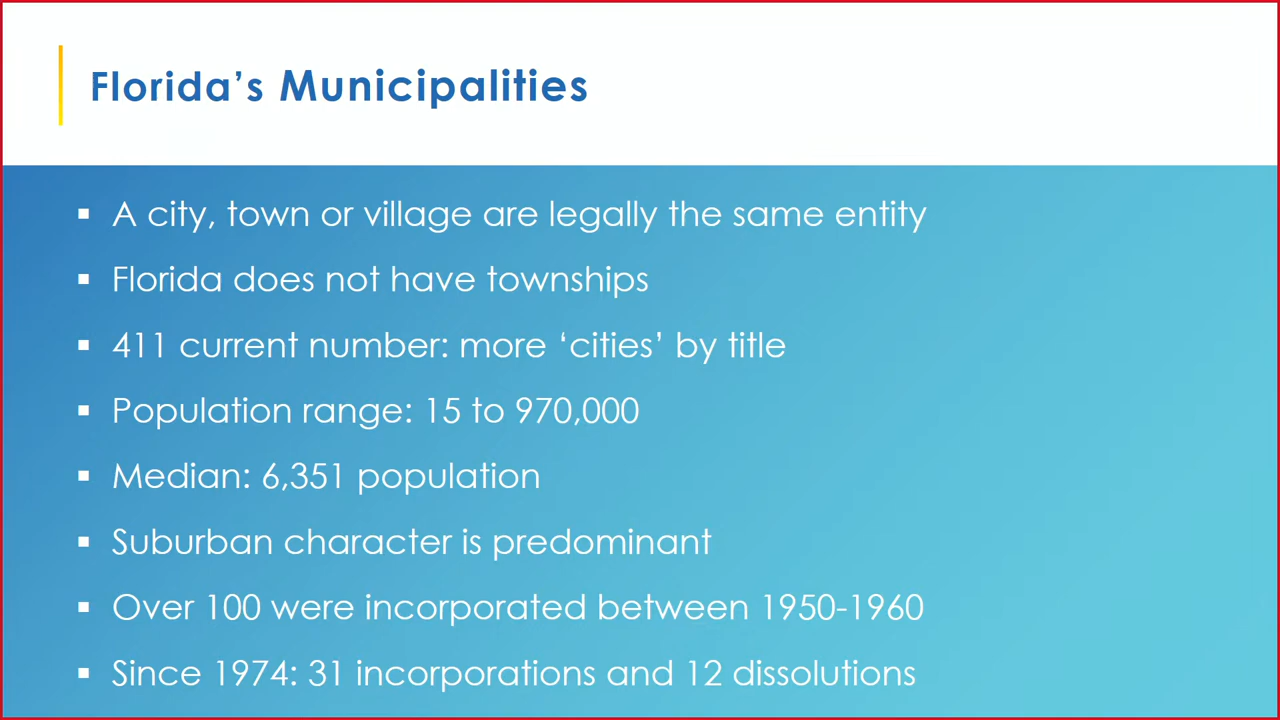 Florida’s Municipalities
▪ A city, town or village are legally the same entity
▪ Florida does not have townships
▪ 411 current number: more ‘cities’ by title
▪ Population range: 15 to 970,000
▪ Median: 6,351 population
▪ Suburban character is predominant
▪ Over 100 were incorporated between 1950-1960
▪ Since 1974: 31 incorporations and 12 dissolutions